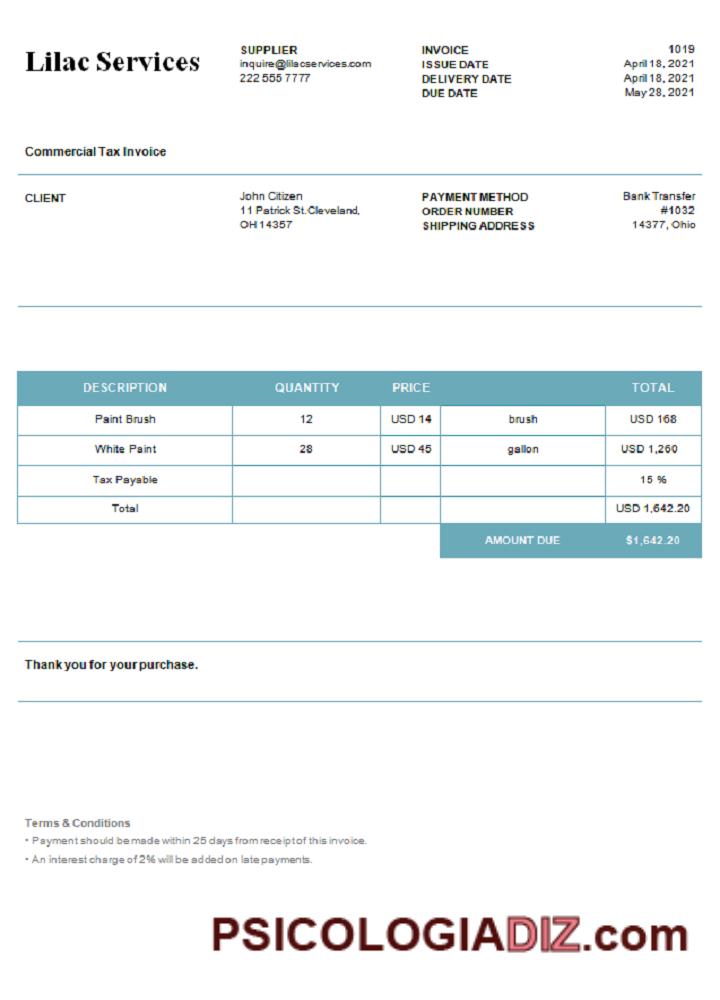 Lilac Services
SUPPLIER
inquire@lilacservices.com
222 555 7777
INVOICE 1019
ISSUE DATE April 18, 2021
DELIVERY DATE April 18, 2021
DUE DATE May 28, 2021
Commercial Tax Invoice
CLIENT
John Citizen
11 Patrick St.Cleveland,
OH 14357
PAYMENT METHOD Bank Transfer
ORDER NUMBER #1032
SHIPPING ADDRESS 14377, Ohio
DESCRIPTION QUANTITY PRICE TOTAL
Paint Brush 12 USD 14 brush USD 168
White Paint 28 USD 45 gallon USD 1,260
Tax Payable 15 %
Total USD 1,642.20
AMOUNT DUE $1,642.20
Thank you for your purchase.
Terms & Conditions
• Payment should be made within 25 days from receipt of this invoice.
• An interest charge of 2% will be added on late payments.
PSICOLOGIADIZ.com